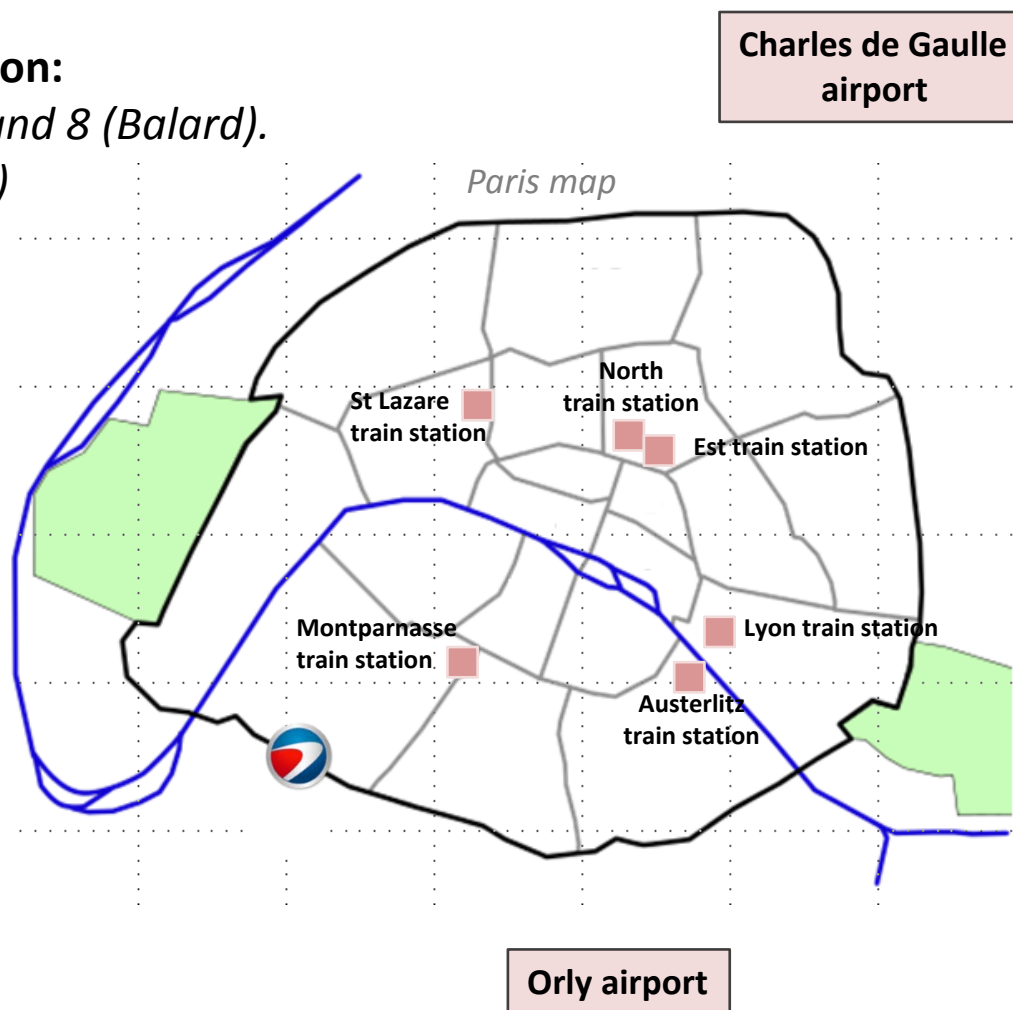 Charles de Gaulle
airport
on:
and 8 (Balard).
)
Paris map
North
train station
St Lazare
train station
Est train station
Montparnasse
train station
Lyon train station
Austerlitz
train station
Orly airport